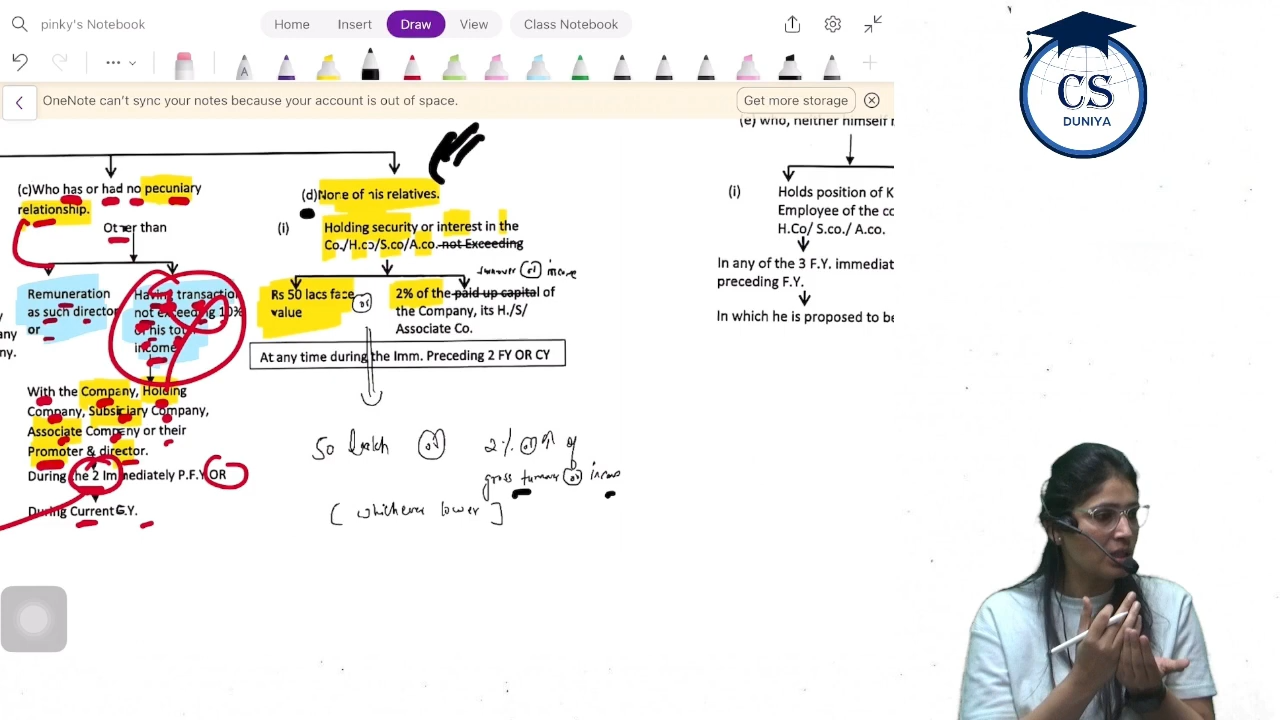 pinky's Notebook
Home Insert Draw View Class Notebook
OneNote can't sync your notes because your account is out of space.
Get more storage
CS
DUNIYA
(c)Who has or had no pecuniary
relationship.
Other than
Remuneration
as such director
or
Having transaction
not exceeding 10%
of his total
income
With the Company, Holding
Company, Subsidiary Company,
Associate Company or their
Promoter & director.
During the 2 Immediately P.F.Y OR
During Current F.Y.
any
ny.
(d)None of his relatives.
(i) Holding security or interest in the
Co./H.co/S.co/A.co. not Exceeding
turnover or income
Rs 50 lacs face
value
or
2% of the paid up capital of
the Company, its H./S/
Associate Co.
At any time during the Imm. Preceding 2 FY OR CY
50 lakh or 2% of
gross turnover or income
[ whichever lower ]
(e) who, neither himself
(i) Holds position of K
Employee of the co
H.Co/ S.co./ A.co.
In any of the 3 F.Y. immediat
preceding F.Y.
In which he is proposed to be